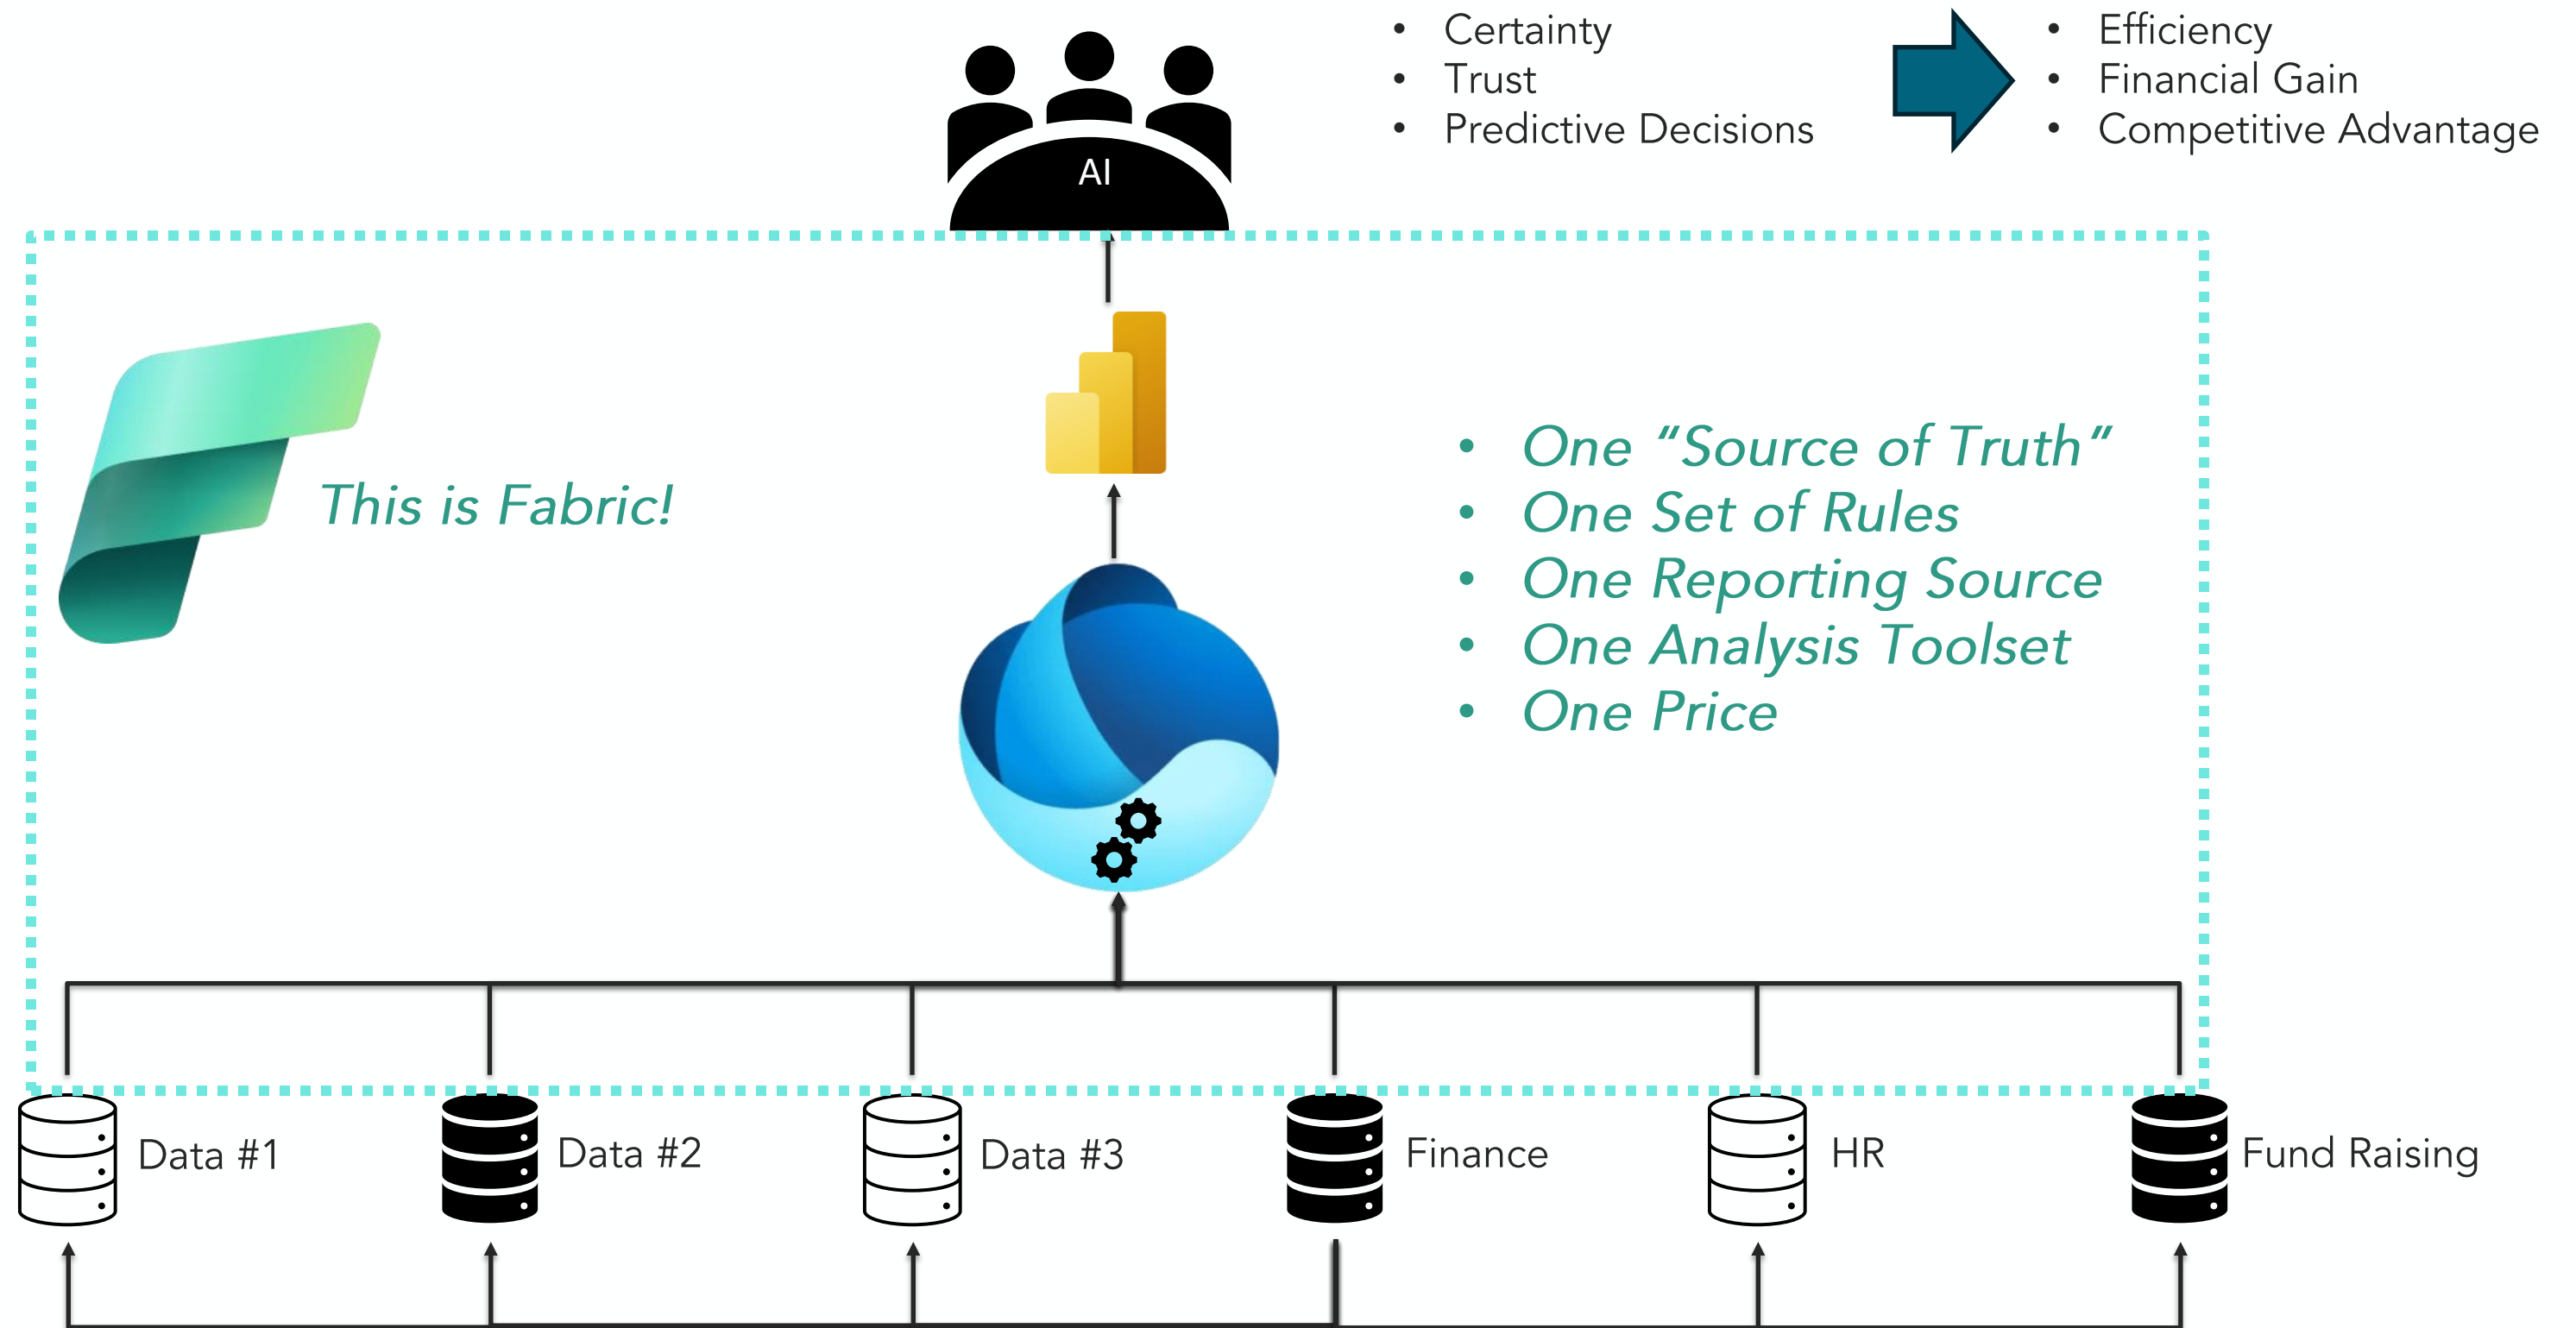 • Certainty
• Trust
• Predictive Decisions
• Efficiency
• Financial Gain
• Competitive Advantage
AI
This is Fabric!
• One “Source of Truth”
• One Set of Rules
• One Reporting Source
• One Analysis Toolset
• One Price
Data #1
Data #2
Data #3
Finance
HR
Fund Raising